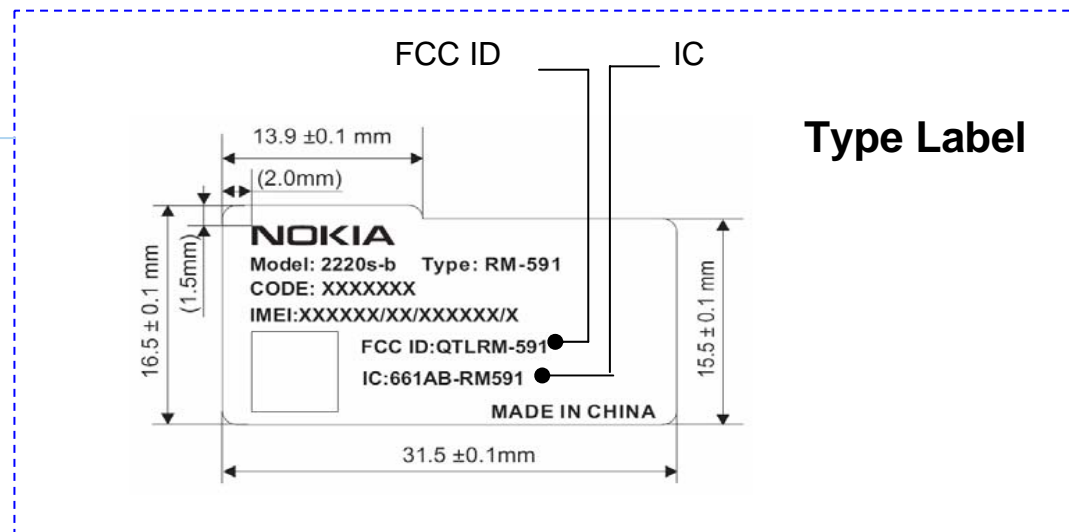 FCC ID IC
Type Label
13.9 ±0.1 mm
(2.0mm)
16.5 ± 0.1 mm
(1.5mm)
NOKIA
Model: 2220s-b Type: RM-591
CODE: XXXXXXX
IMEI:XXXXXX/XX/XXXXXX/X
FCC ID:QTLRM-591
IC:661AB-RM591
MADE IN CHINA
15.5 ± 0.1 mm
31.5 ±0.1mm